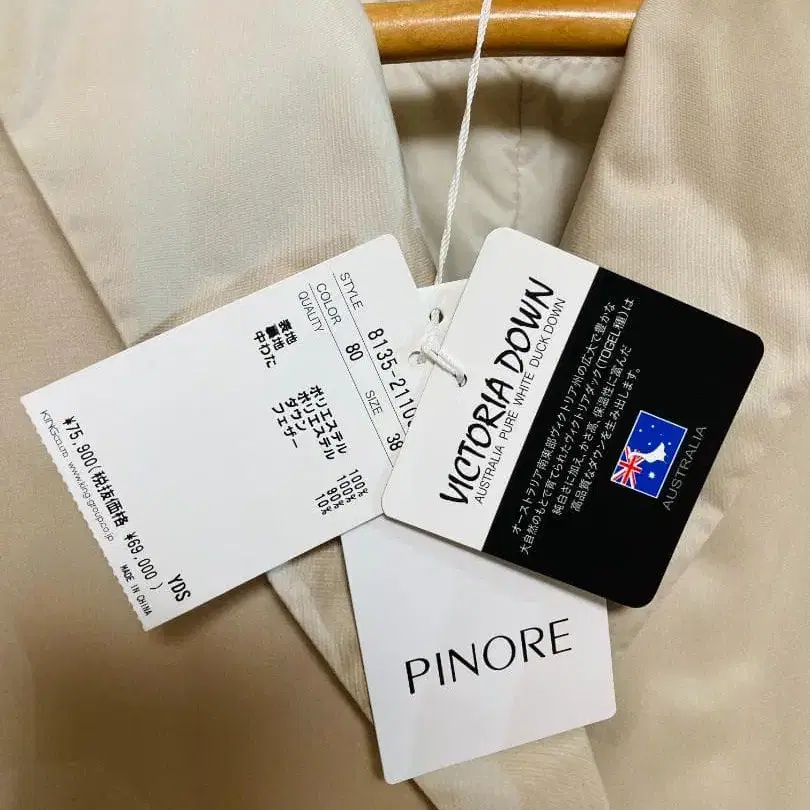 STYLE 8135-2110
COLOR 80 SIZE 38
QUALITY
表地 ポリエステル 100%
裏地 ポリエステル 100%
中わた ダウン 90%
フェザー 10%
YDS
¥75,900(税抜価格 ¥69,000)
KING CO.,LTD. www.king-group.co.jp MADE IN CHINA
VICTORIA DOWN
AUSTRALIA PURE WHITE DUCK DOWN
オーストラリア南東部ヴィクトリア州の広大で豊かな
大自然のもとで育てられたヴィクトリアダック(TOGEL種)は
純白さに加え、かさ高、保温性に富んだ
高品質なダウンを生み出します。
AUSTRALIA
PINORE